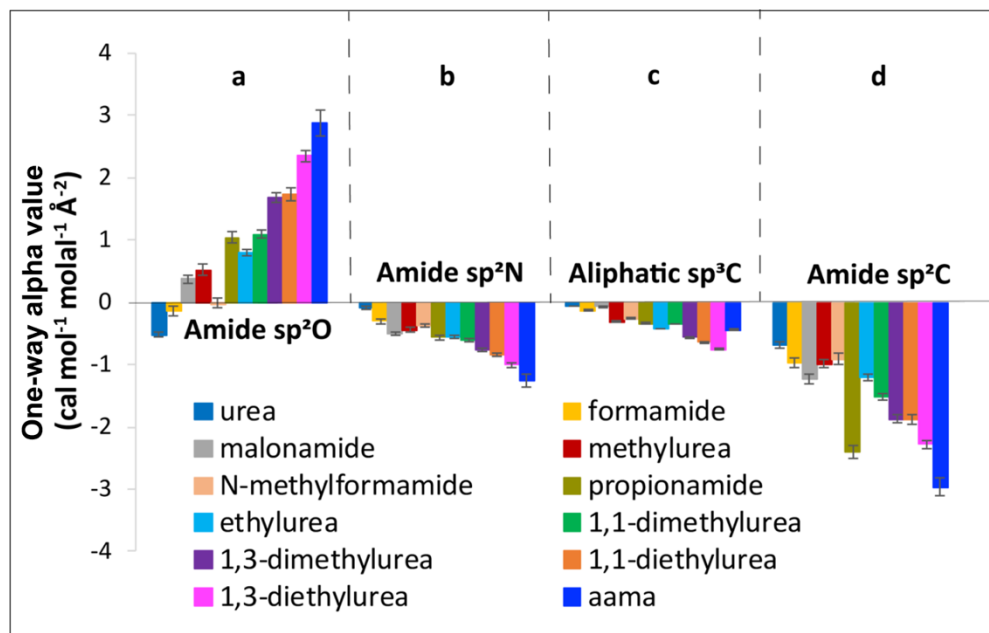 a b c d
One-way alpha value
(cal mol⁻¹ molal⁻¹ Å⁻²)
4
3
2
1
0
-1
-2
-3
-4
Amide sp²O
Amide sp²N
Aliphatic sp³C
Amide sp²C
urea formamide
malonamide methylurea
N-methylformamide propionamide
ethylurea 1,1-dimethylurea
1,3-dimethylurea 1,1-diethylurea
1,3-diethylurea aama